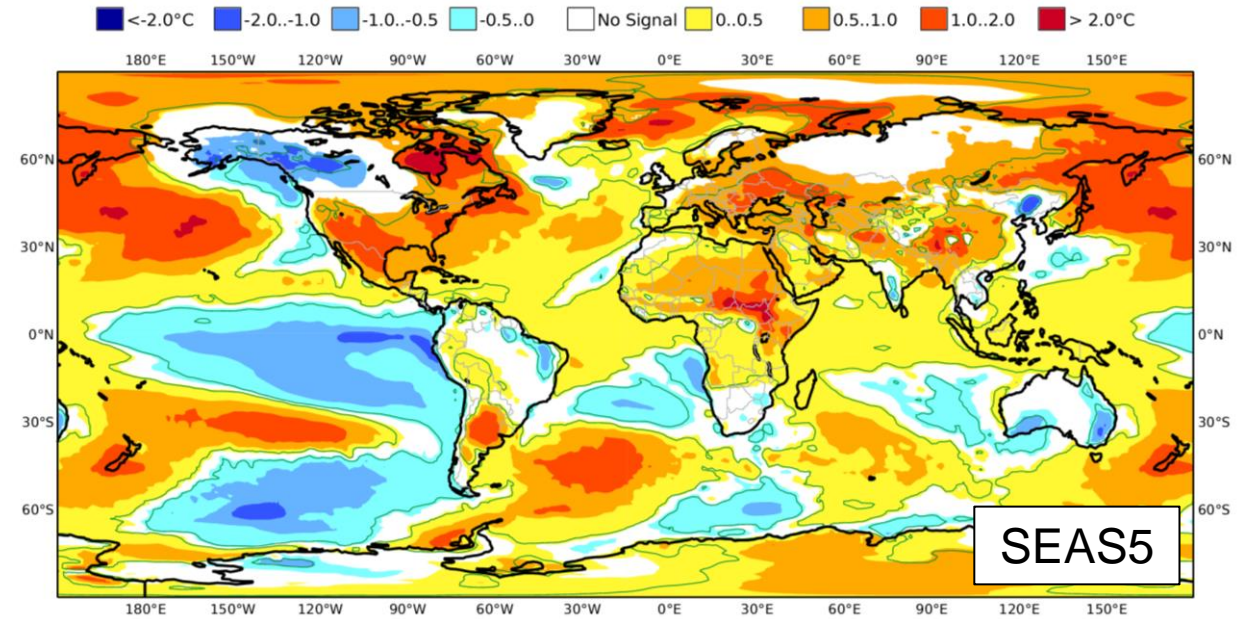 <-2.0°C -2.0..-1.0 -1.0..-0.5 -0.5..0 No Signal 0..0.5 0.5..1.0 1.0..2.0 > 2.0°C
180°E 150°W 120°W 90°W 60°W 30°W 0°E 30°E 60°E 90°E 120°E 150°E
60°N 60°N
30°N 30°N
0°N 0°N
30°S 30°S
60°S 60°S
SEAS5
180°E 150°W 120°W 90°W 60°W 30°W 0°E 30°E 60°E 90°E 120°E 150°E